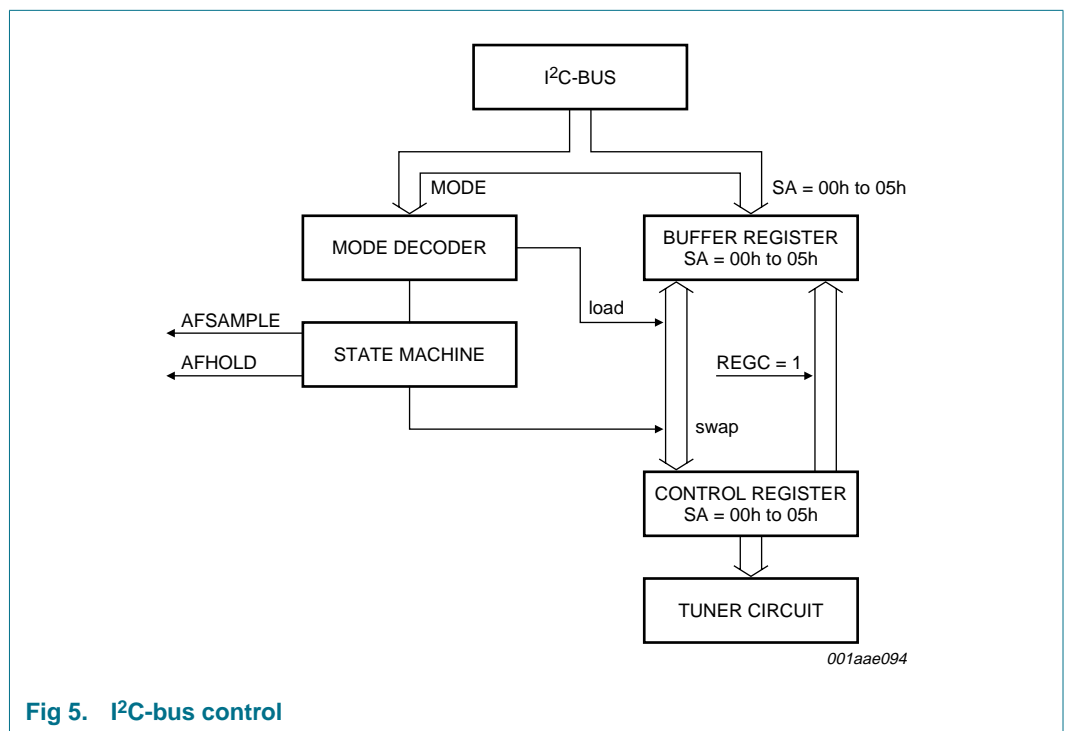 I²C-BUS
MODE
SA = 00h to 05h
MODE DECODER
BUFFER REGISTER
SA = 00h to 05h
load
AFSAMPLE
STATE MACHINE
AFHOLD
REGC = 1
swap
CONTROL REGISTER
SA = 00h to 05h
TUNER CIRCUIT
001aae094
Fig 5. I²C-bus control